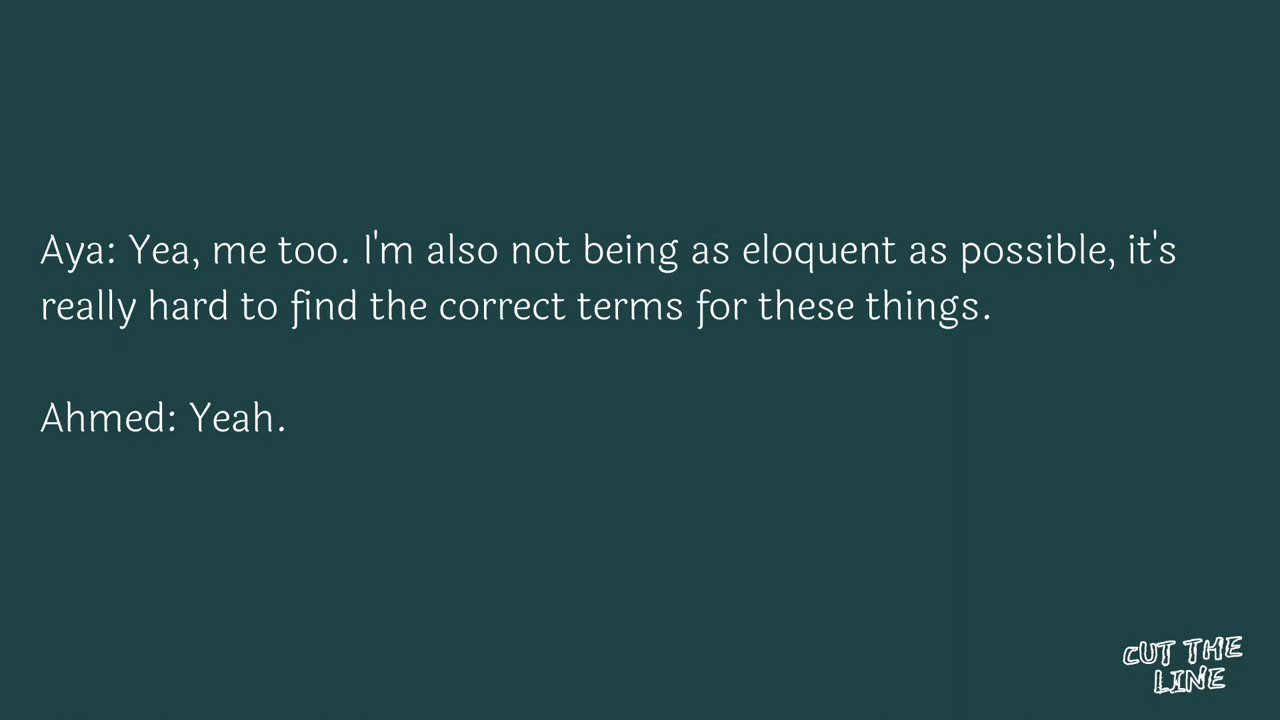 Aya: Yea, me too. I'm also not being as eloquent as possible, it's
really hard to find the correct terms for these things.
Ahmed: Yeah.
CUT THE
LINE